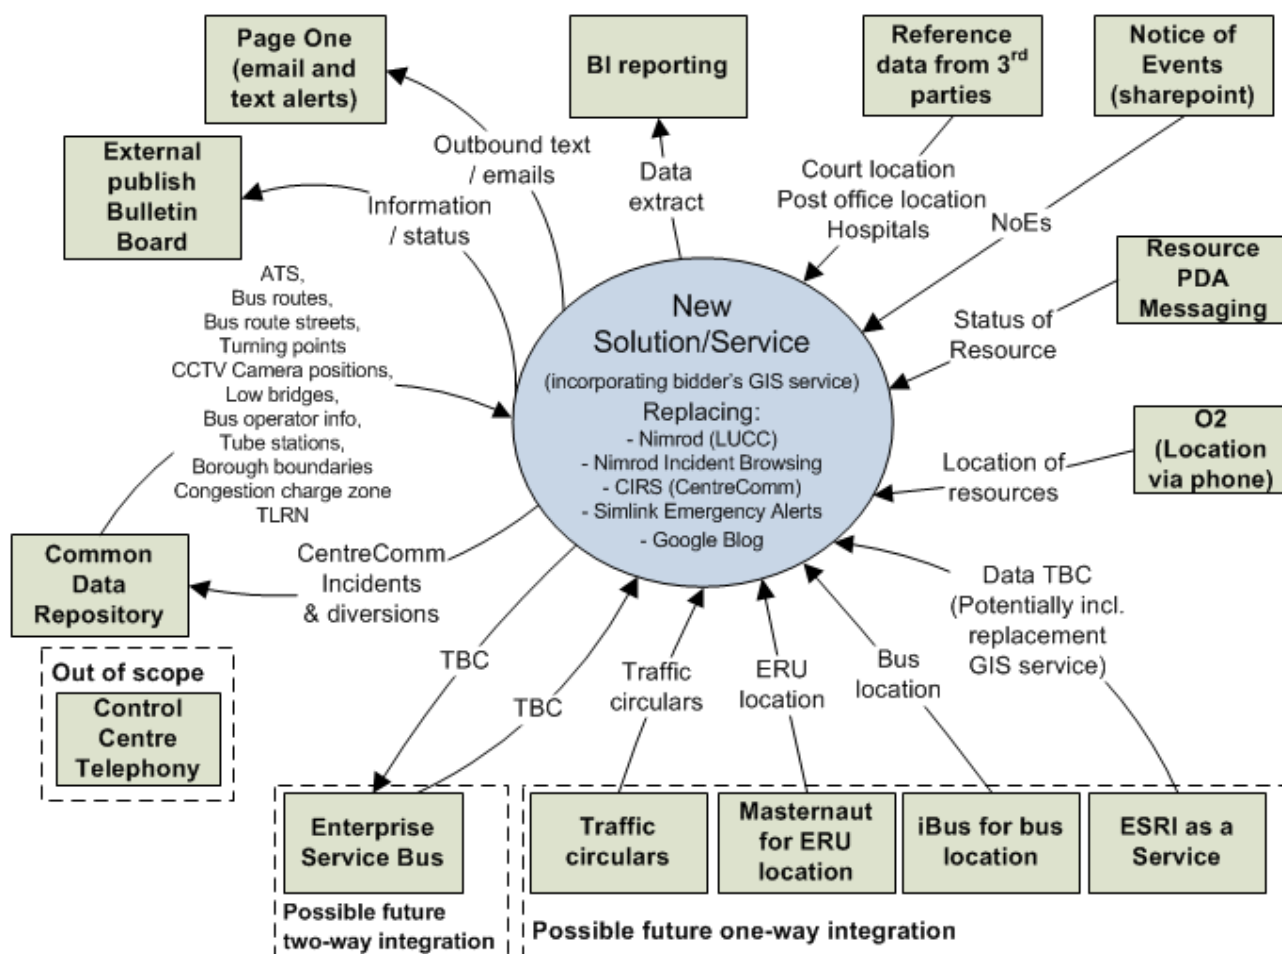 Page One
(email and
text alerts)
BI reporting
Reference
data from 3rd
parties
Notice of
Events
(sharepoint)
External
publish
Bulletin
Board
Outbound text
/ emails
Information
/ status
Data
extract
Court location
Post office location
Hospitals
NoEs
Resource
PDA
Messaging
Status of
Resource
ATS,
Bus routes,
Bus route streets,
Turning points
CCTV Camera positions,
Low bridges,
Bus operator info,
Tube stations,
Borough boundaries
Congestion charge zone
TLRN
New
Solution/Service
(incorporating bidder's GIS service)
Replacing:
- Nimrod (LUCC)
- Nimrod Incident Browsing
- CIRS (CentreComm)
- Simlink Emergency Alerts
- Google Blog
O2
(Location
via phone)
Location of
resources
Common
Data
Repository
CentreComm
Incidents
& diversions
Data TBC
(Potentially incl.
replacement
GIS service)
Out of scope
Control
Centre
Telephony
TBC
TBC
Traffic
circulars
ERU
location
Bus
location
Enterprise
Service Bus
Possible future
two-way integration
Traffic
circulars
Masternaut
for ERU
location
iBus for bus
location
ESRI as a
Service
Possible future one-way integration